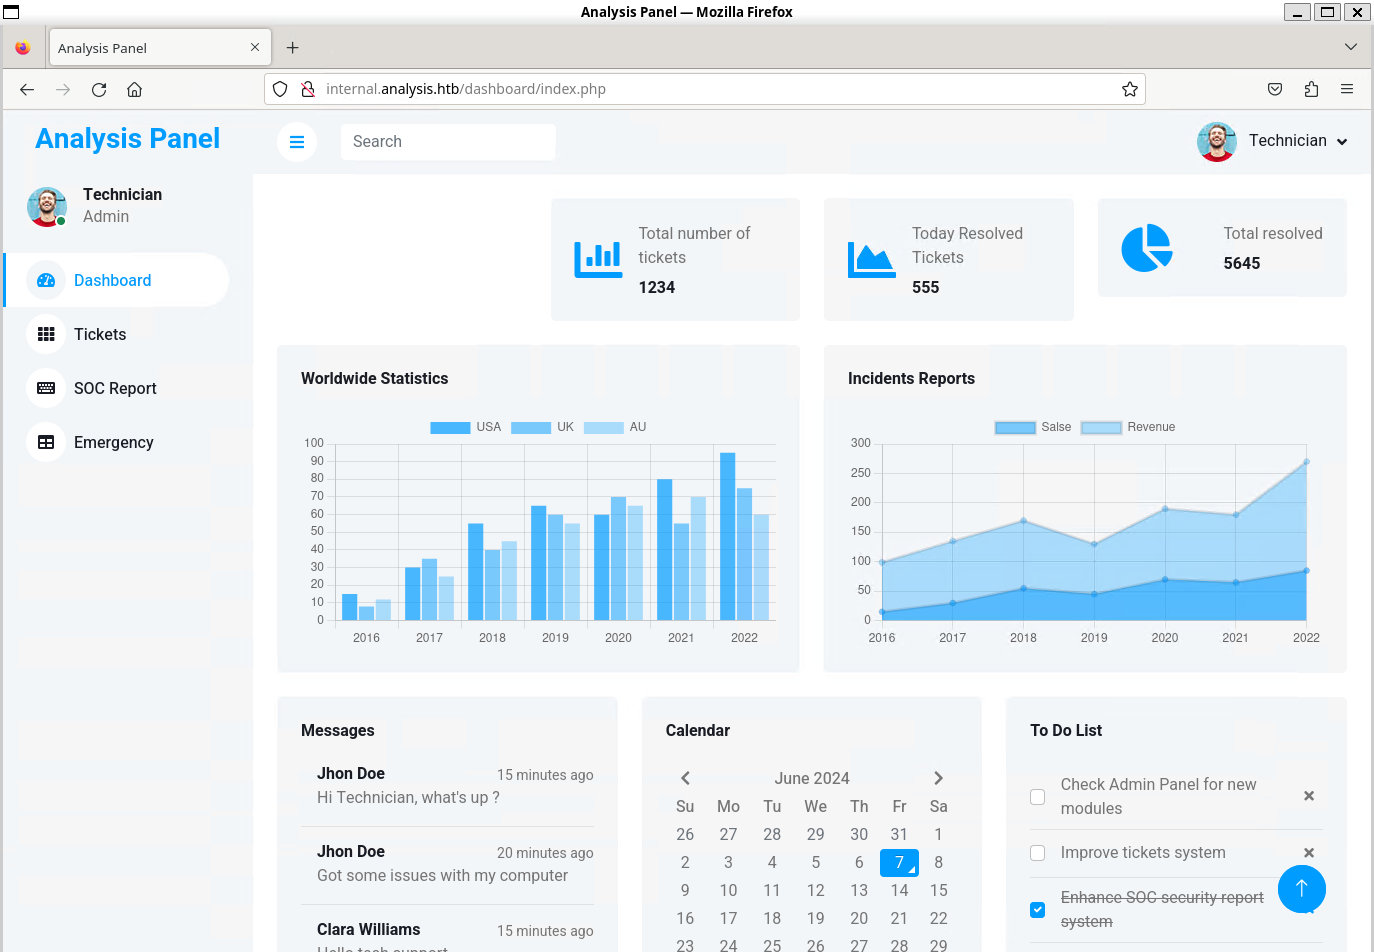 Analysis Panel — Mozilla Firefox
Analysis Panel
internal.analysis.htb/dashboard/index.php
Analysis Panel
Search
Technician
Technician
Admin
Dashboard
Tickets
SOC Report
Emergency
Total number of
tickets
1234
Today Resolved
Tickets
555
Total resolved
5645
Worldwide Statistics
USA UK AU
100
90
80
70
60
50
40
30
20
10
0
2016 2017 2018 2019 2020 2021 2022
Incidents Reports
Salse Revenue
300
250
200
150
100
50
0
2016 2017 2018 2019 2020 2021 2022
Messages
Jhon Doe 15 minutes ago
Hi Technician, what's up ?
Jhon Doe 20 minutes ago
Got some issues with my computer
Clara Williams 15 minutes ago
Hello tech support
Calendar
June 2024
Su Mo Tu We Th Fr Sa
26 27 28 29 30 31 1
2 3 4 5 6 7 8
9 10 11 12 13 14 15
16 17 18 19 20 21 22
23 24 25 26 27 28 29
To Do List
Check Admin Panel for new
modules
Improve tickets system
Enhance SOC security report
system